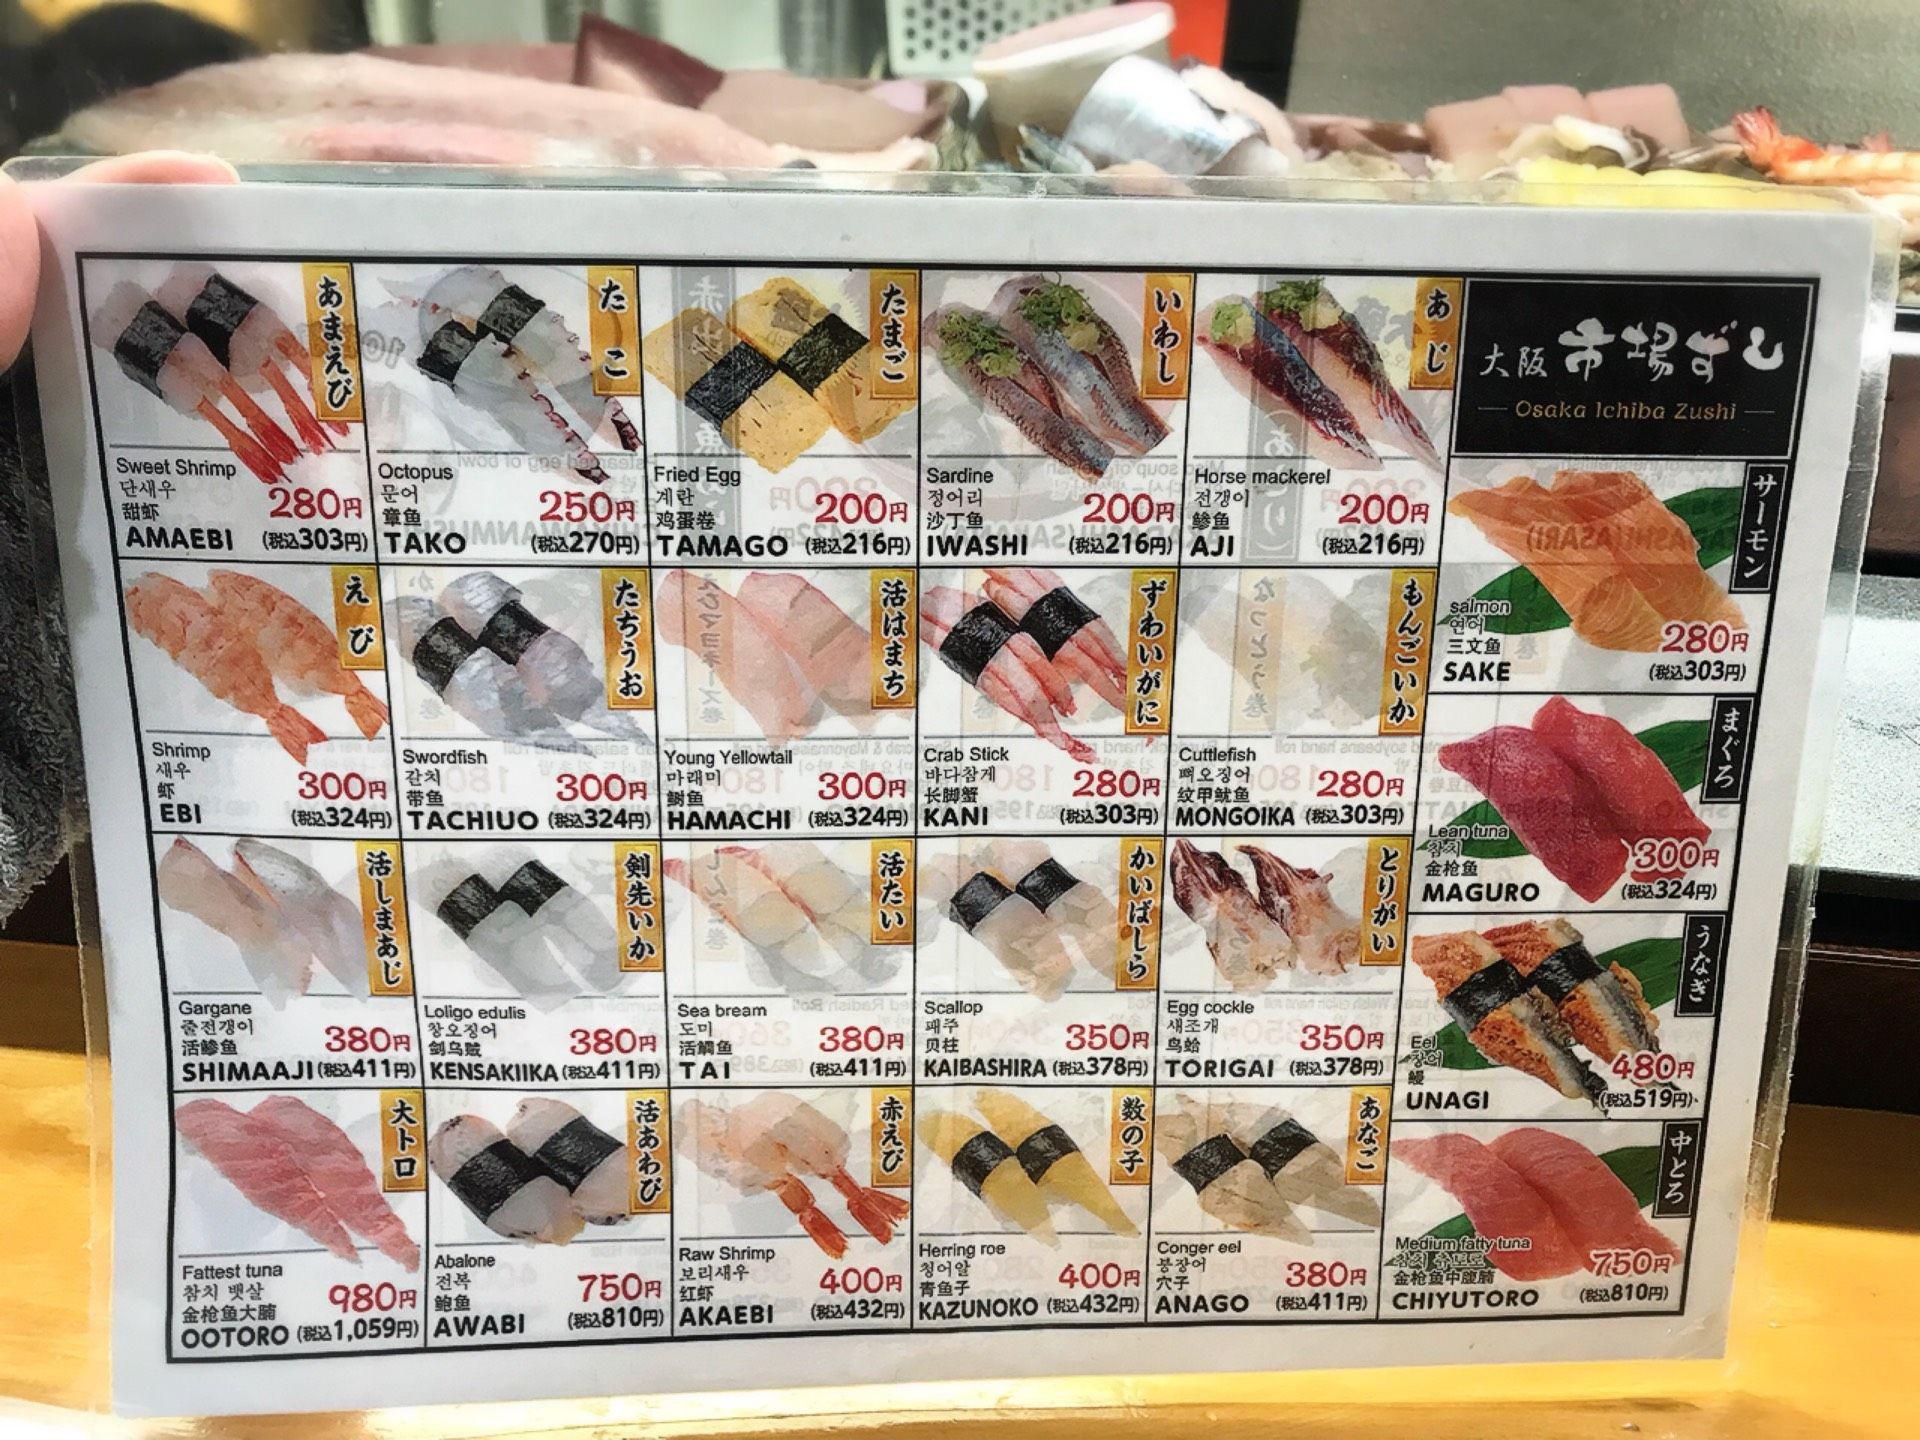 あまえび
Sweet Shrimp
단새우
甜虾
280円
AMAEBI (税込303円)
たこ
Octopus
문어
章鱼
250円
TAKO (税込270円)
たまご
Fried Egg
계란
鸡蛋卷
200円
TAMAGO (税込216円)
いわし
Sardine
정어리
沙丁鱼
200円
IWASHI (税込216円)
あじ
Horse mackerel
전갱이
鲹鱼
200円
AJI (税込216円)
大阪 市場ずし
Osaka Ichiba Zushi
サーモン
salmon
연어
三文鱼
280円
SAKE (税込303円)
えび
Shrimp
새우
虾
300円
EBI (税込324円)
たちうお
Swordfish
갈치
带鱼
300円
TACHIUO (税込324円)
活はまち
Young Yellowtail
마래미
鰤鱼
300円
HAMACHI (税込324円)
ずわいがに
Crab Stick
바다참게
长脚蟹
280円
KANI (税込303円)
もんごいか
Cuttlefish
뼈오징어
纹甲鱿鱼
280円
MONGOIKA (税込303円)
まぐろ
Lean tuna
참치
金枪鱼
300円
MAGURO (税込324円)
活しまあじ
Gargane
줄전갱이
活鲹鱼
380円
SHIMAAJI (税込411円)
剣先いか
Loligo edulis
창오징어
剑乌贼
380円
KENSAKIIKA (税込411円)
活たい
Sea bream
도미
活鲷鱼
380円
TAI (税込411円)
かいばしら
Scallop
패주
贝柱
350円
KAIBASHIRA (税込378円)
とりがい
Egg cockle
새조개
鸟蛤
350円
TORIGAI (税込378円)
うなぎ
Eel
장어
鳗
480円
UNAGI (税込519円)
大トロ
Fattest tuna
참치 뱃살
金枪鱼大腩
980円
OOTORO (税込1,059円)
活あわび
Abalone
전복
鲍鱼
750円
AWABI (税込810円)
赤えび
Raw Shrimp
보리새우
红虾
400円
AKAEBI (税込432円)
数の子
Herring roe
청어알
青鱼子
400円
KAZUNOKO (税込432円)
あなご
Conger eel
붕장어
穴子
380円
ANAGO (税込411円)
中とろ
Medium fatty tuna
참치 주도로
金枪鱼中腹腩
750円
CHIYUTORO (税込810円)